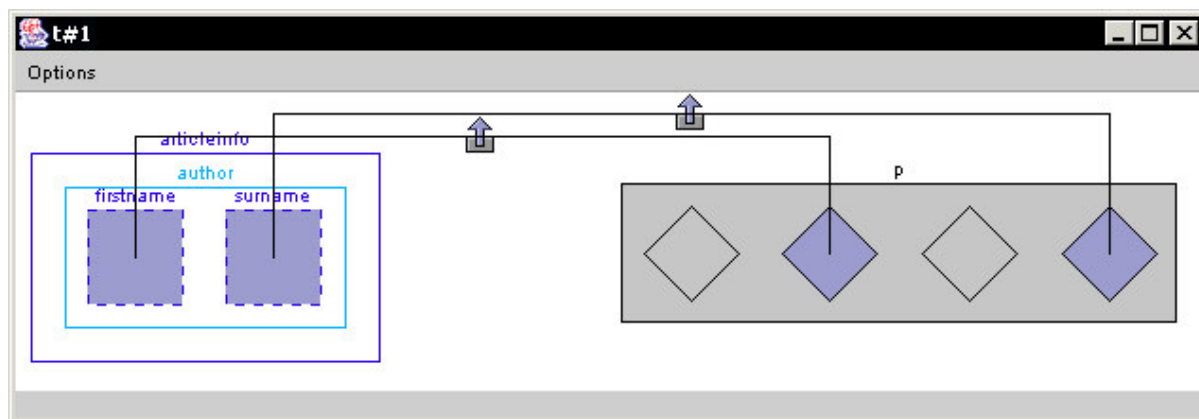 t#1
Options
articleinfo
author
p
firstname surname